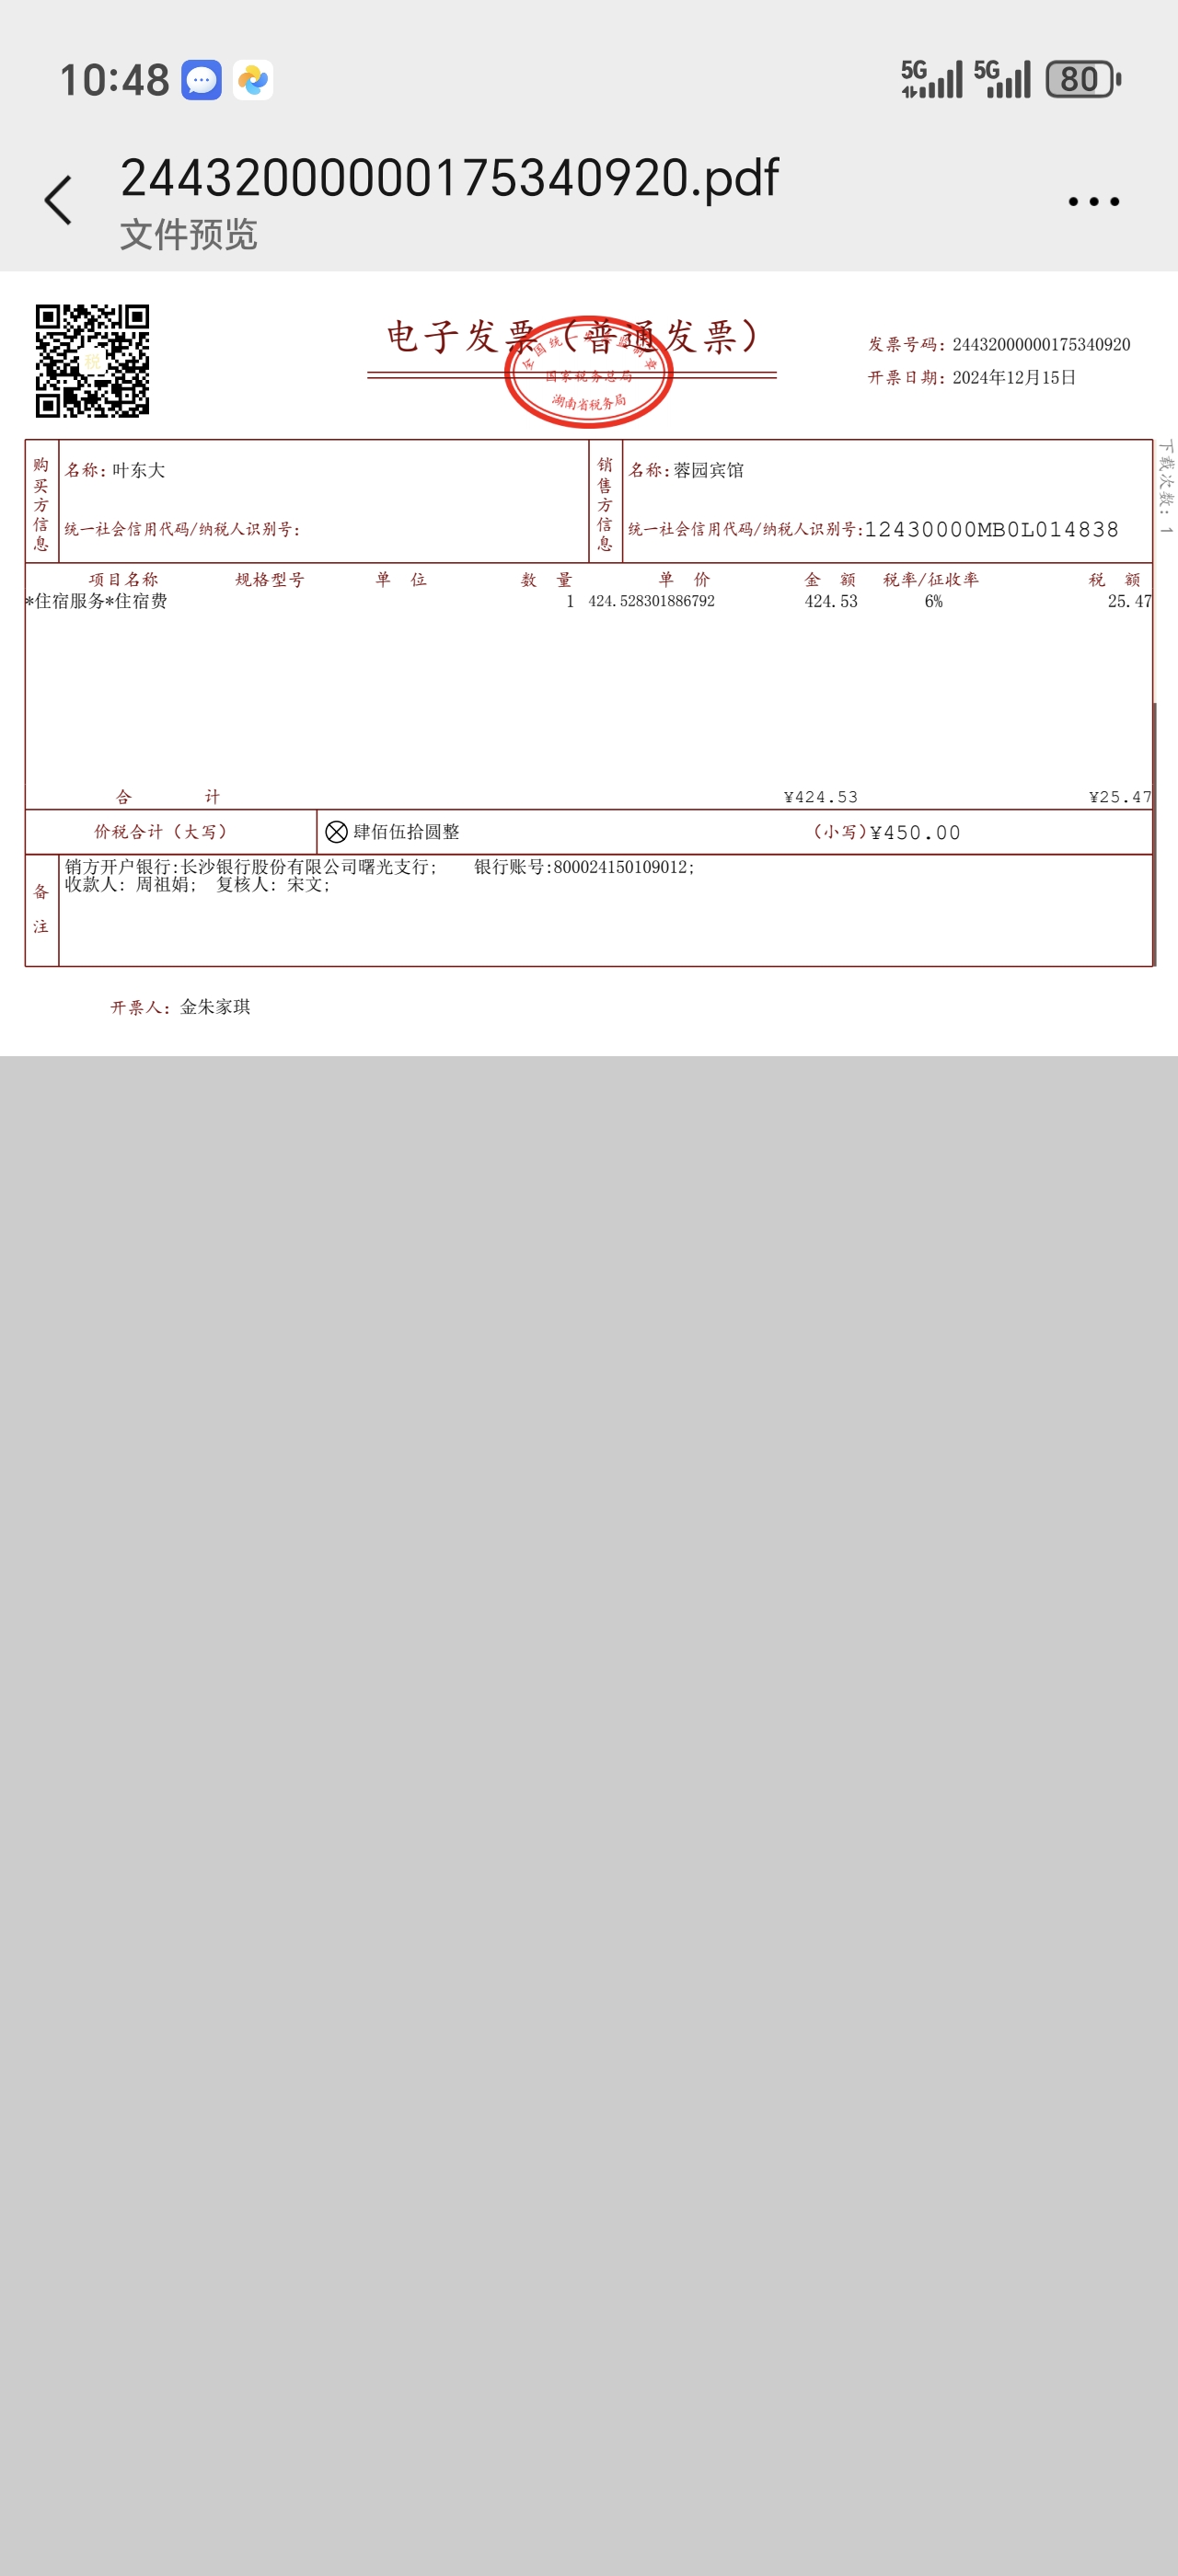 10:48
5G 5G 80
24432000000175340920.pdf
文件预览
税
电子发票（普通发票）
全国统一发票监制章
国家税务总局
湖南省税务局
发票号码：24432000000175340920
开票日期：2024年12月15日
下载次数：1
购买方信息
名称：叶东大
统一社会信用代码/纳税人识别号：
销售方信息
名称：蓉园宾馆
统一社会信用代码/纳税人识别号：12430000MB0L014838
项目名称 规格型号 单位 数量 单价 金额 税率/征收率 税额
*住宿服务*住宿费 1 424.528301886792 424.53 6% 25.47
合计 ¥424.53 ¥25.47
价税合计（大写） 肆佰伍拾圆整 （小写）¥450.00
备注
销方开户银行:长沙银行股份有限公司曙光支行; 银行账号:800024150109012;
收款人: 周祖娟; 复核人: 宋文;
开票人：金朱家琪